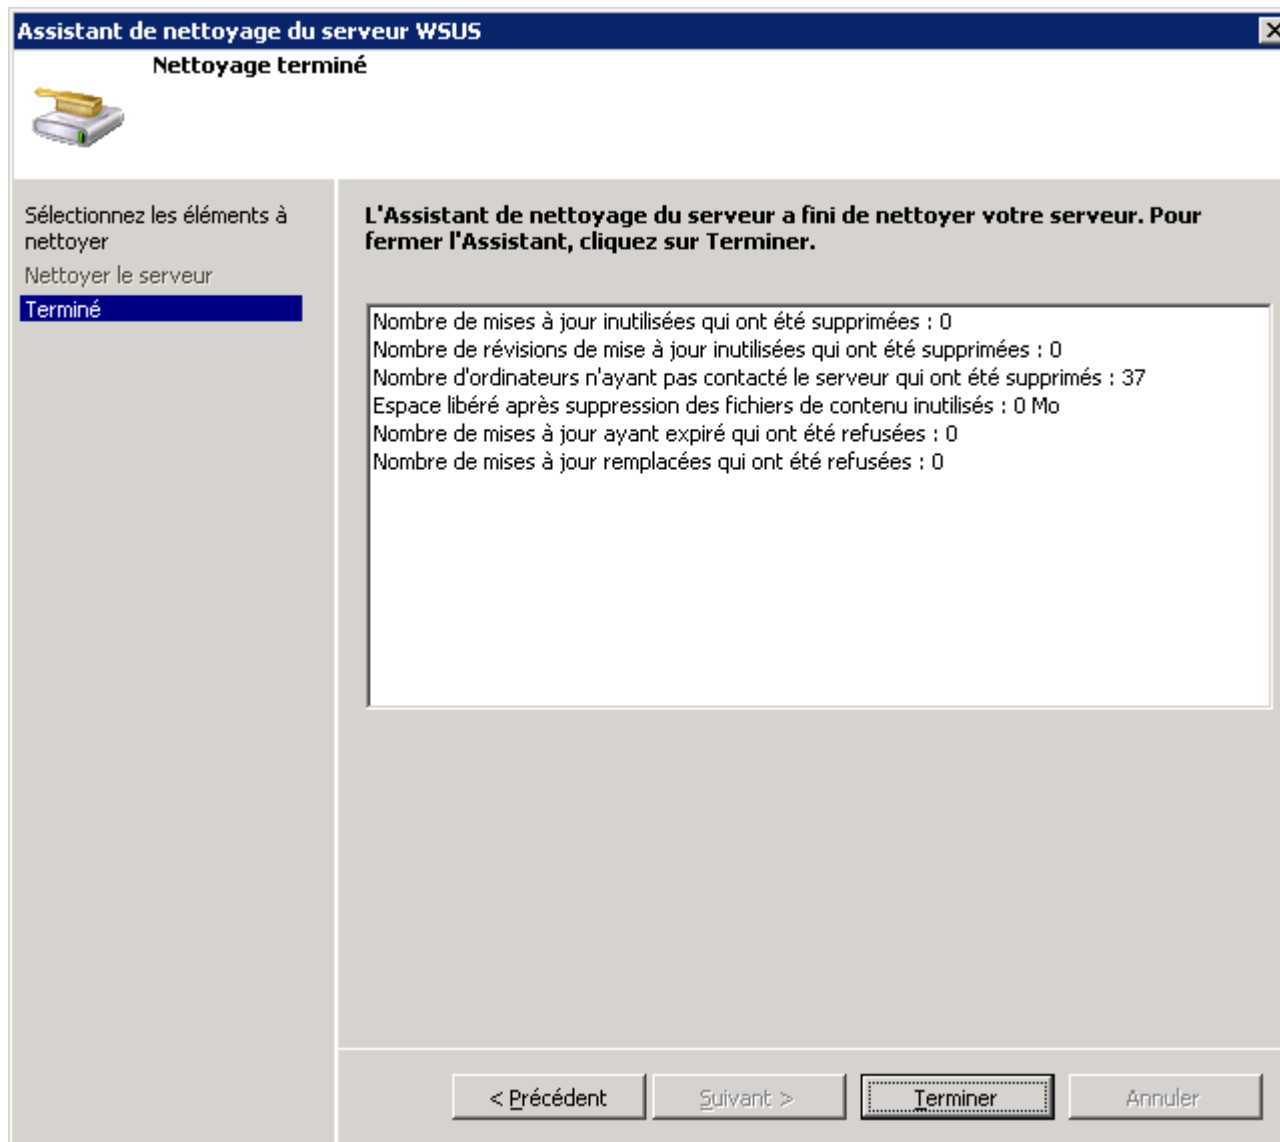 Assistant de nettoyage du serveur WSUS
Nettoyage terminé
Sélectionnez les éléments à
nettoyer
Nettoyer le serveur
Terminé
L'Assistant de nettoyage du serveur a fini de nettoyer votre serveur. Pour
fermer l'Assistant, cliquez sur Terminer.
Nombre de mises à jour inutilisées qui ont été supprimées : 0
Nombre de révisions de mise à jour inutilisées qui ont été supprimées : 0
Nombre d'ordinateurs n'ayant pas contacté le serveur qui ont été supprimés : 37
Espace libéré après suppression des fichiers de contenu inutilisés : 0 Mo
Nombre de mises à jour ayant expiré qui ont été refusées : 0
Nombre de mises à jour remplacées qui ont été refusées : 0
< Précédent
Suivant >
Terminer
Annuler